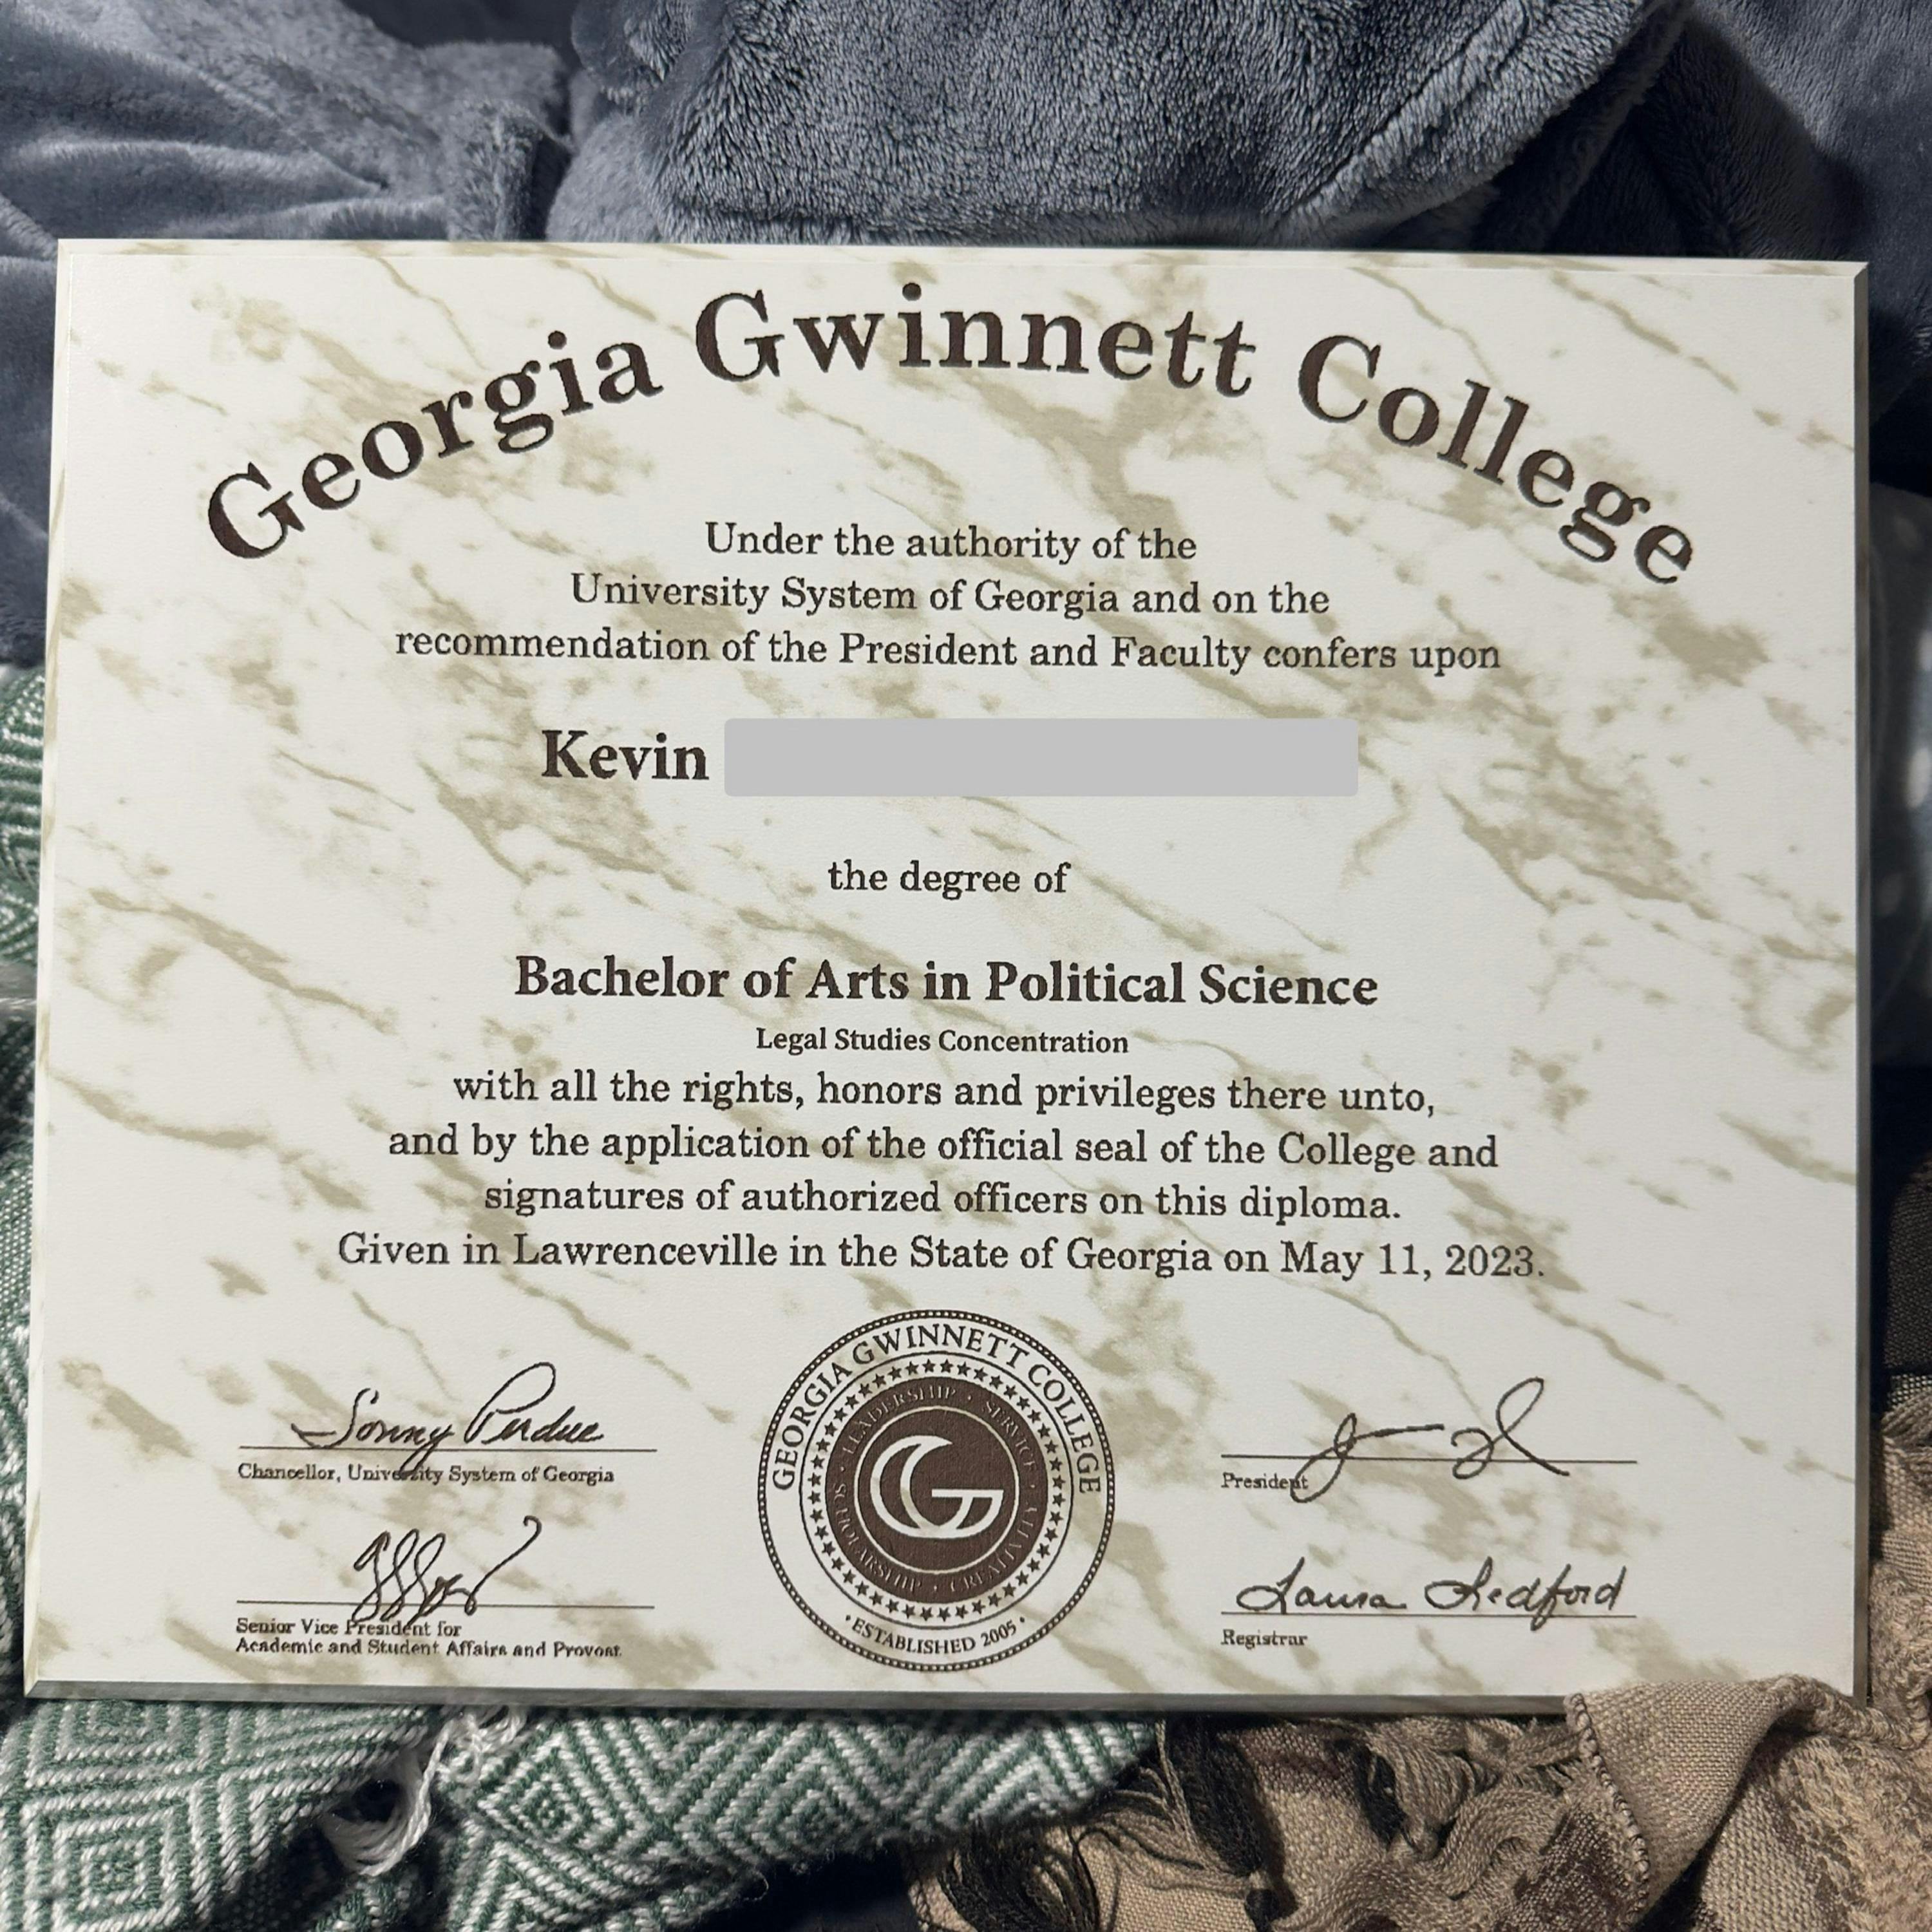 Georgia Gwinnett College
Under the authority of the
University System of Georgia and on the
recommendation of the President and Faculty confers upon
Kevin
the degree of
Bachelor of Arts in Political Science
Legal Studies Concentration
with all the rights, honors and privileges there unto,
and by the application of the official seal of the College and
signatures of authorized officers on this diploma.
Given in Lawrenceville in the State of Georgia on May 11, 2023.
Sonny Perdue
Chancellor, University System of Georgia
Senior Vice President for
Academic and Student Affairs and Provost
GEORGIA GWINNETT COLLEGE
SCHOLARSHIP · LEADERSHIP · SERVICE · CREATIVITY
G
· ESTABLISHED 2005 ·
President
Laura Ledford
Registrar